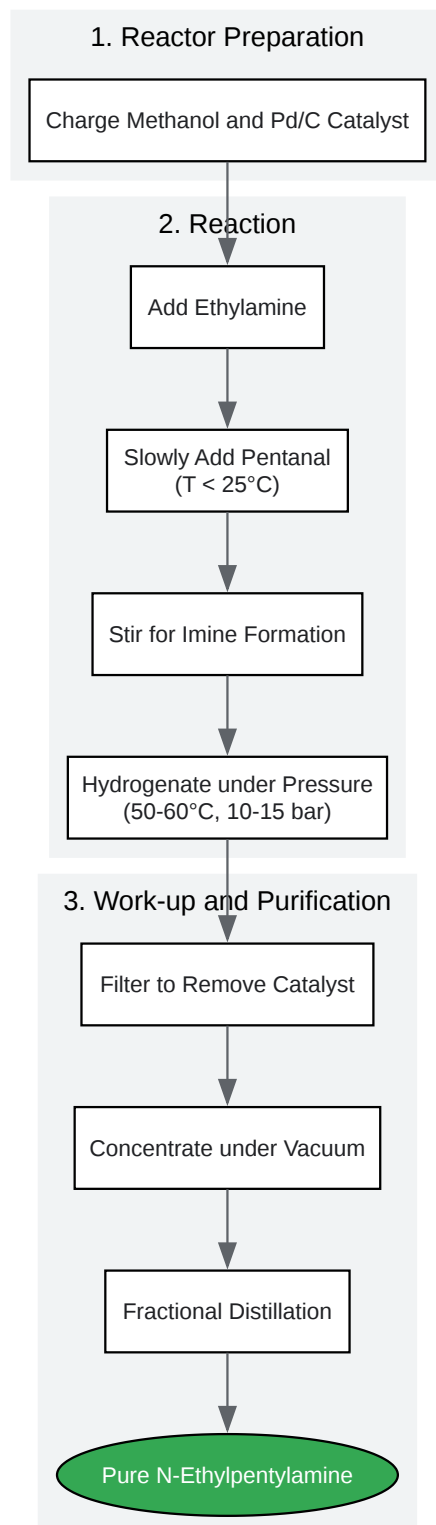 1. Reactor Preparation
Charge Methanol and Pd/C Catalyst
2. Reaction
Add Ethylamine
Slowly Add Pentanal
(T < 25°C)
Stir for Imine Formation
Hydrogenate under Pressure
(50-60°C, 10-15 bar)
3. Work-up and Purification
Filter to Remove Catalyst
Concentrate under Vacuum
Fractional Distillation
Pure N-Ethylpentylamine